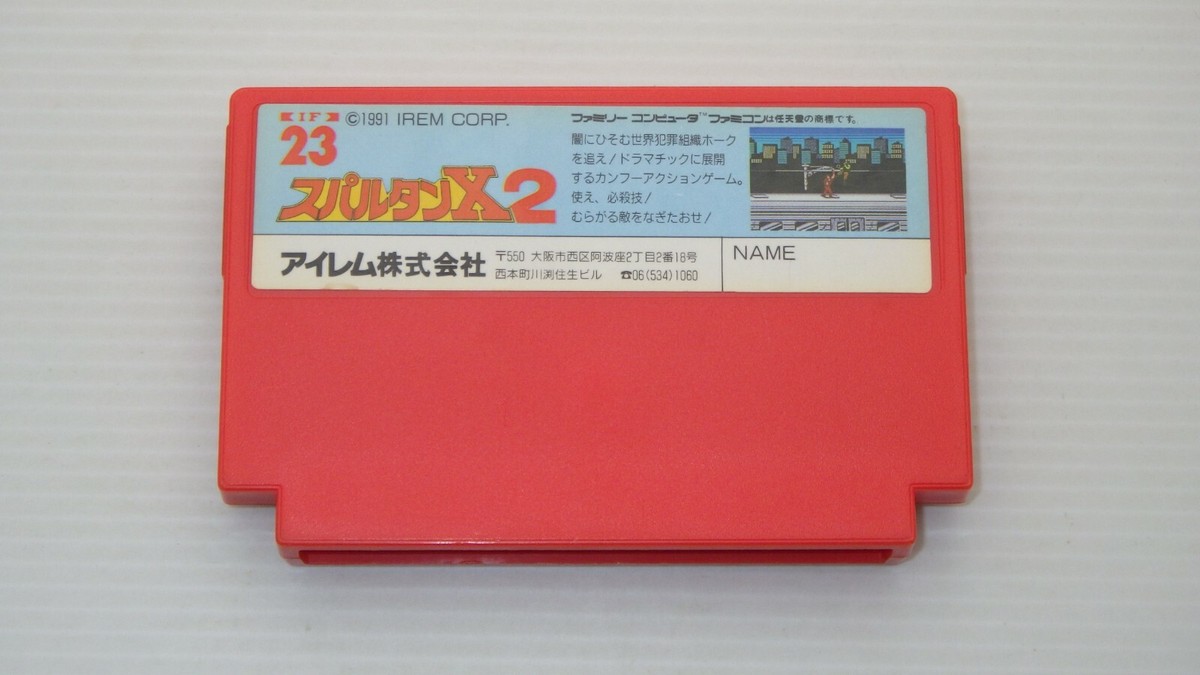 IF
23
©1991 IREM CORP.
スパルタンX2
ファミリーコンピュータ™ ファミコンは任天堂の商標です。
闇にひそむ世界犯罪組織ホーク
を追え!ドラマチックに展開
するカンフーアクションゲーム。
使え、必殺技!
むらがる敵をなぎたおせ!
アイレム株式会社
〒550 大阪市西区阿波座2丁目2番18号
西本町川渕住生ビル ☎06(534)1060
NAME